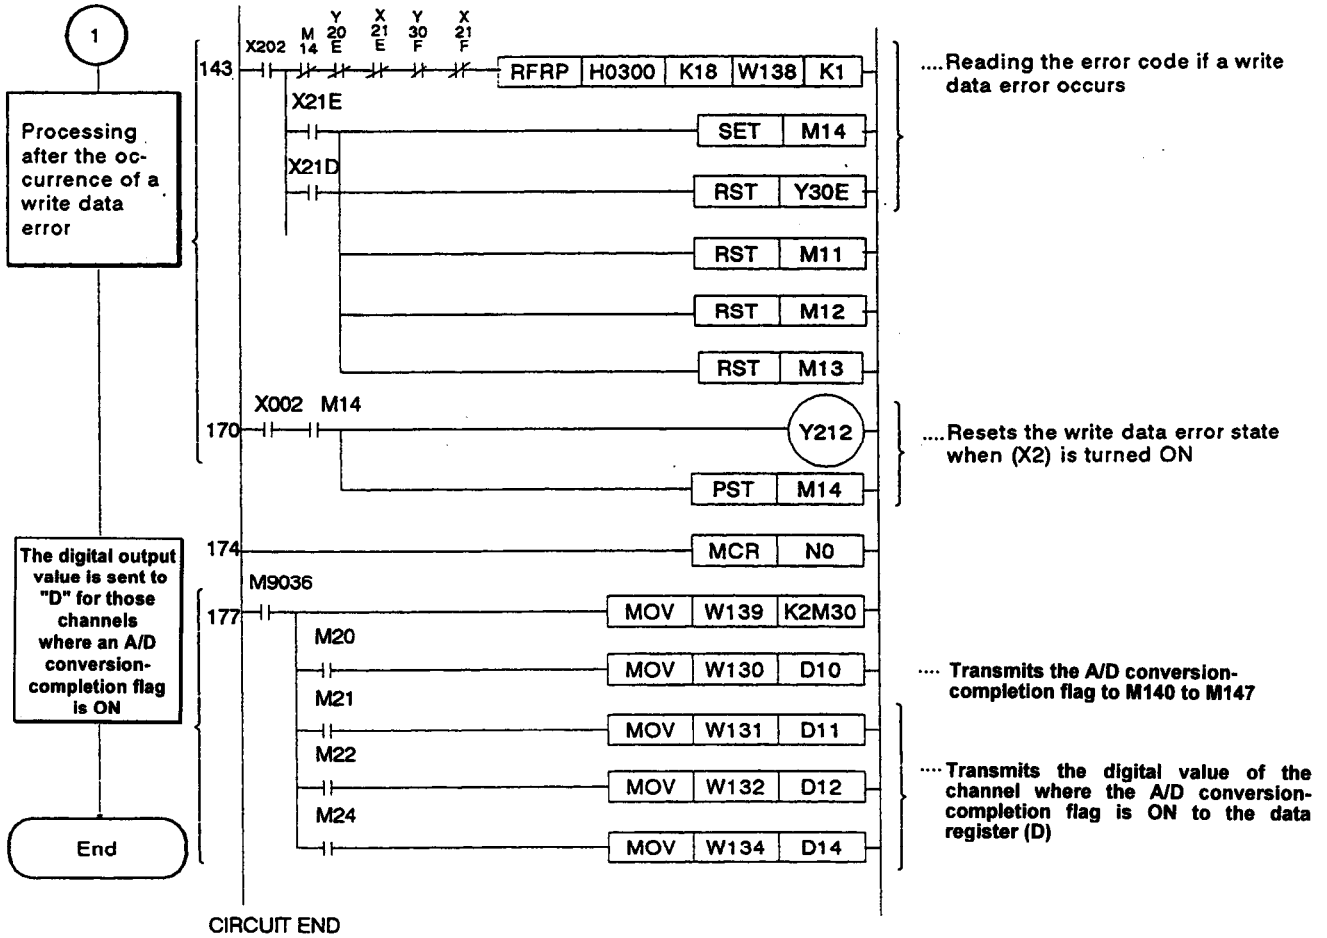 1
Processing
after the oc-
currence of a
write data
error
The digital output
value is sent to
"D" for those
channels
where an A/D
conversion-
completion flag
is ON
End
X202
M
14
Y
20
E
X
21
E
Y
30
F
X
21
F
143
RFRP H0300 K18 W138 K1
X21E
SET M14
X21D
RST Y30E
RST M11
RST M12
RST M13
X002 M14
170
Y212
PST M14
174
MCR N0
M9036
177
MOV W139 K2M30
M20
MOV W130 D10
M21
MOV W131 D11
M22
MOV W132 D12
M24
MOV W134 D14
CIRCUIT END
....Reading the error code if a write
data error occurs
....Resets the write data error state
when (X2) is turned ON
.... Transmits the A/D conversion-
completion flag to M140 to M147
.... Transmits the digital value of the
channel where the A/D conversion-
completion flag is ON to the data
register (D)